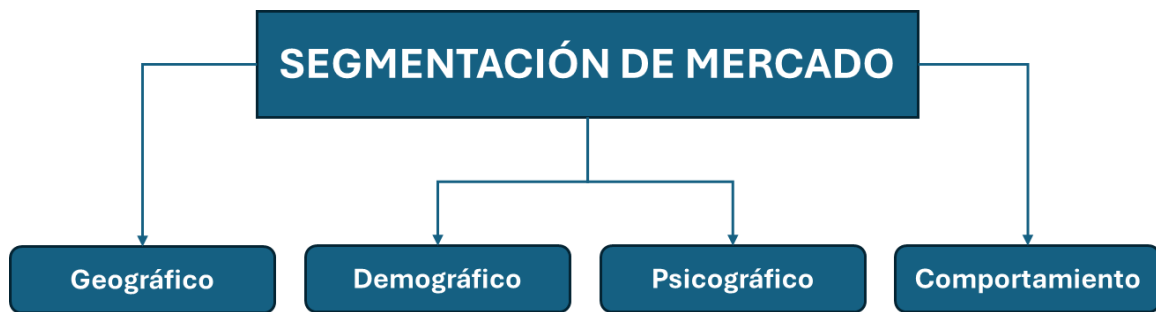 SEGMENTACIÓN DE MERCADO
Geográfico
Demográfico
Psicográfico
Comportamiento